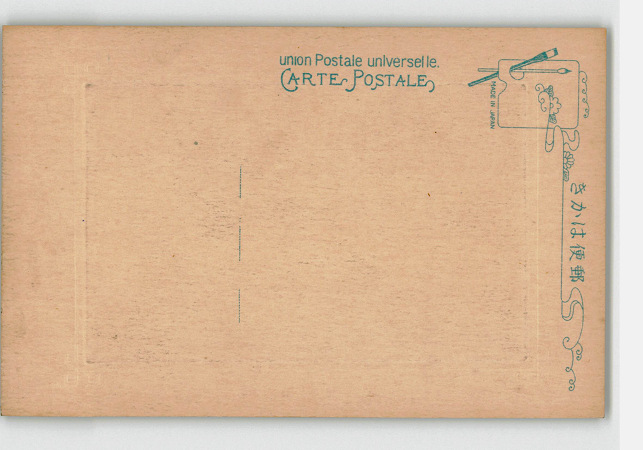 union Postale universelle.
CARTE POSTALE
MADE IN JAPAN
きかは便郵